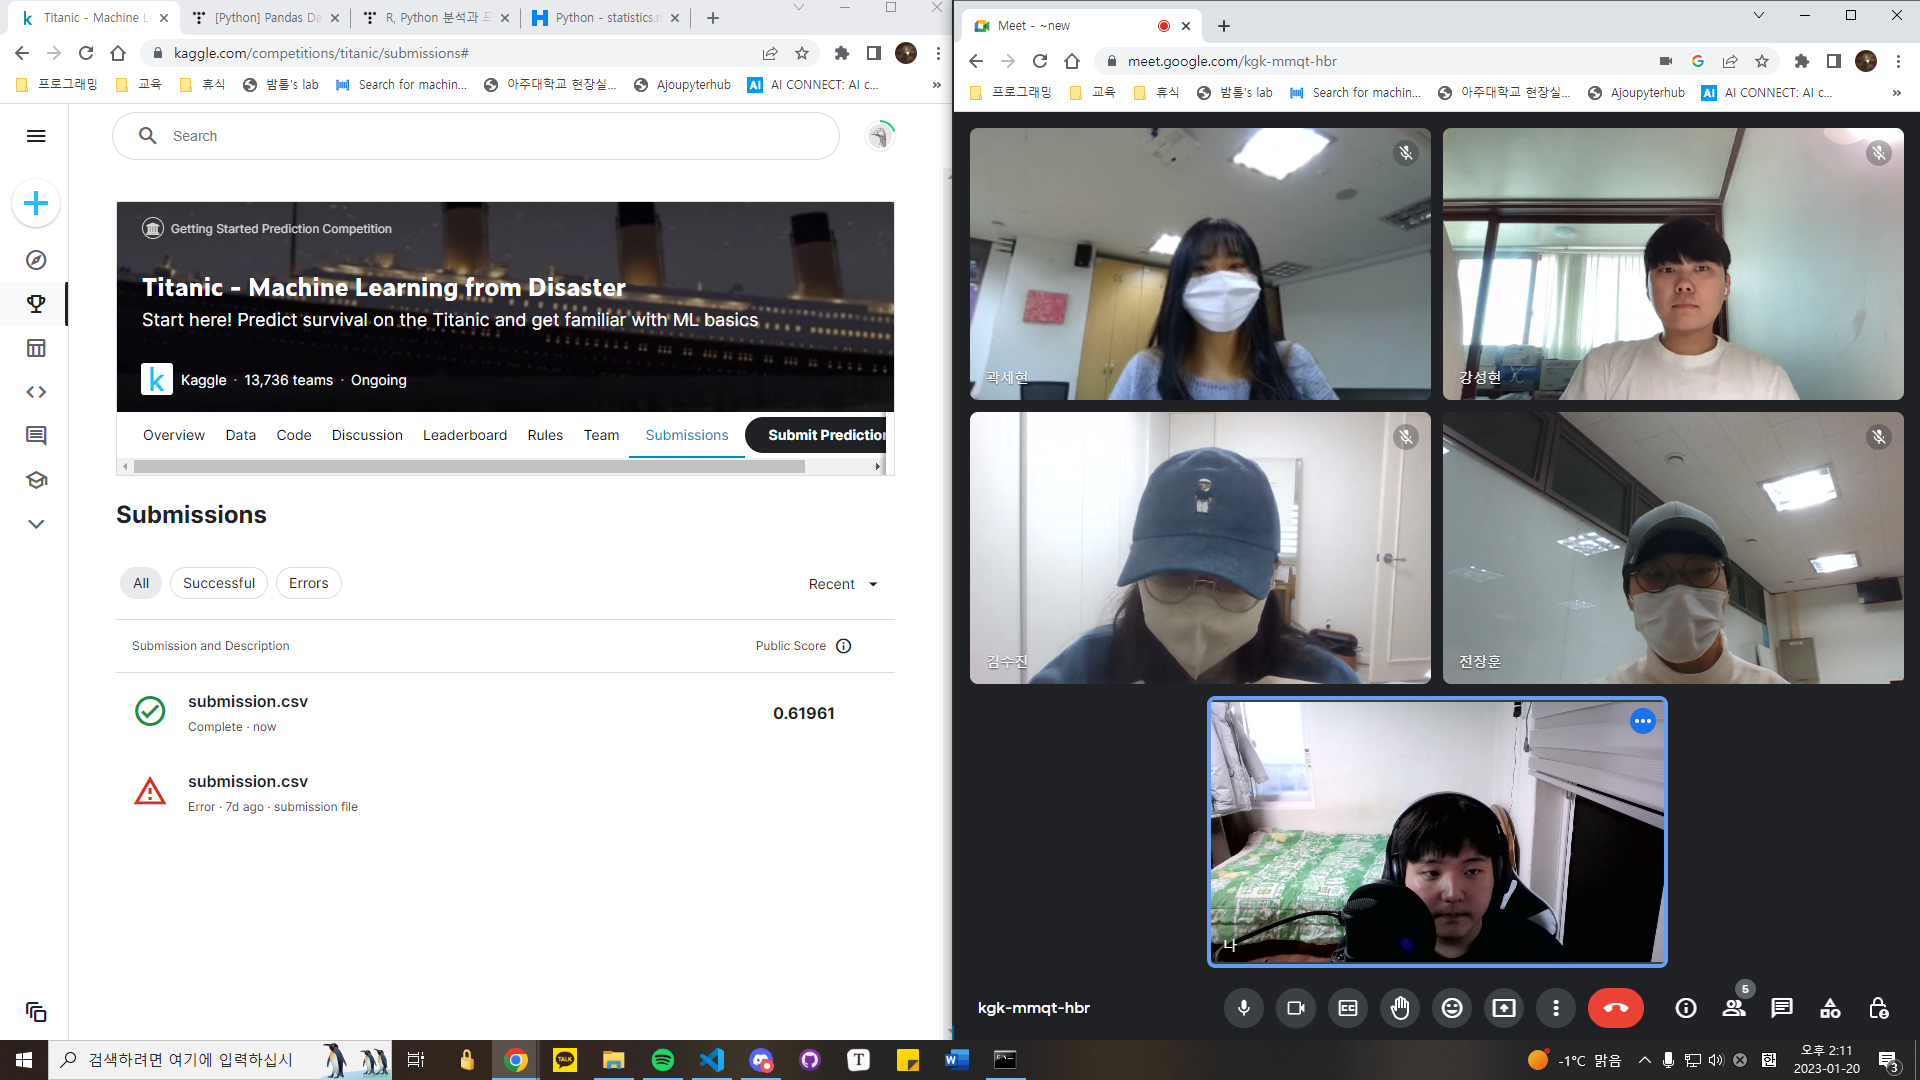 Titanic - Machine L
[Python] Pandas Da
R, Python 분석과 프
Python - statistics.m
kaggle.com/competitions/titanic/submissions#
프로그래밍
교육
휴식
밤톨's lab
Search for machin...
아주대학교 현장실...
Ajoupyterhub
AI CONNECT: AI c...
»
Search
Getting Started Prediction Competition
Titanic - Machine Learning from Disaster
Start here! Predict survival on the Titanic and get familiar with ML basics
Kaggle · 13,736 teams · Ongoing
Overview
Data
Code
Discussion
Leaderboard
Rules
Team
Submissions
Submit Prediction
Submissions
All
Successful
Errors
Recent
Submission and Description
Public Score
submission.csv
Complete · now
0.61961
submission.csv
Error · 7d ago · submission file
Meet - ~new
meet.google.com/kgk-mmqt-hbr
프로그래밍
교육
휴식
밤톨's lab
Search for machin...
아주대학교 현장실...
Ajoupyterhub
AI CONNECT: AI c...
»
곽세현
강성현
김수진
전장훈
나
kgk-mmqt-hbr
5
검색하려면 여기에 입력하십시
TALK
T
W
-1°C 맑음
한
오후 2:11
2023-01-20
3